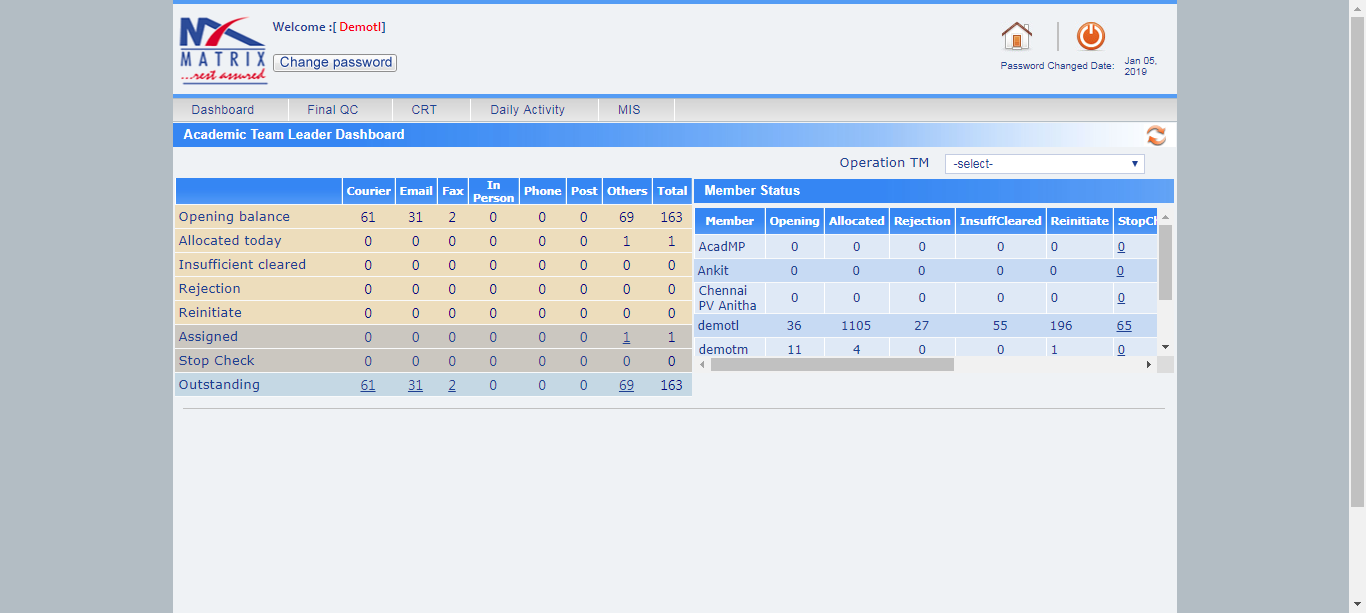 Welcome :[ Demotl]
MATRIX
...rest assured
Change password
Password Changed Date: Jan 05, 2019
Dashboard Final QC CRT Daily Activity MIS
Academic Team Leader Dashboard
Operation TM -select-
Courier Email Fax In Person Phone Post Others Total
Opening balance 61 31 2 0 0 0 69 163
Allocated today 0 0 0 0 0 0 1 1
Insufficient cleared 0 0 0 0 0 0 0 0
Rejection 0 0 0 0 0 0 0 0
Reinitiate 0 0 0 0 0 0 0 0
Assigned 0 0 0 0 0 0 1 1
Stop Check 0 0 0 0 0 0 0 0
Outstanding 61 31 2 0 0 0 69 163
Member Status
Member Opening Allocated Rejection InsuffCleared Reinitiate StopCh
AcadMP 0 0 0 0 0 0
Ankit 0 0 0 0 0 0
Chennai PV Anitha 0 0 0 0 0 0
demotl 36 1105 27 55 196 65
demotm 11 4 0 0 1 0